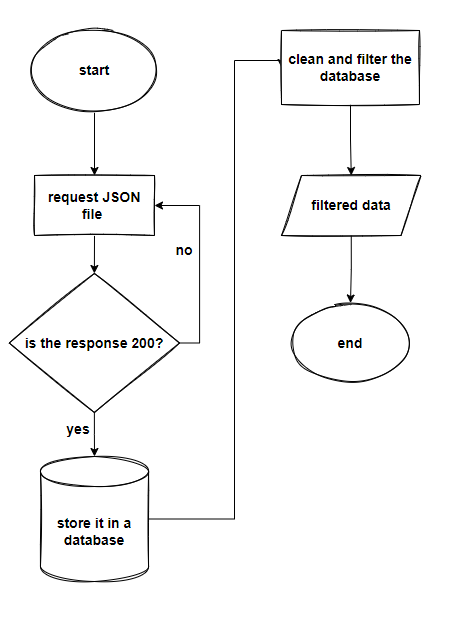 start
request JSON
file
no
is the response 200?
yes
store it in a
database
clean and filter the
database
filtered data
end